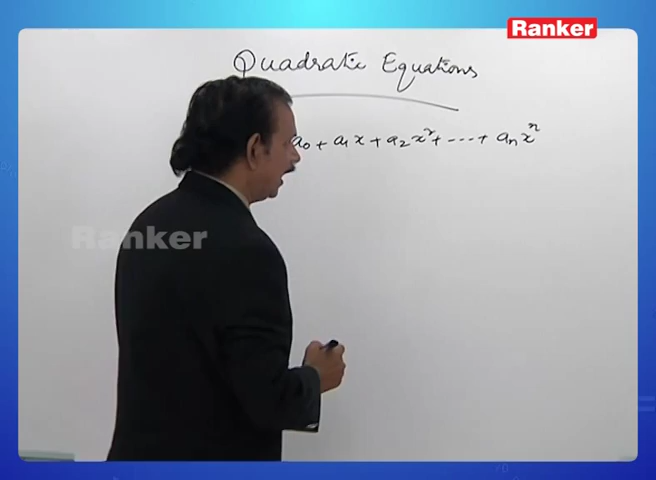 Ranker
Quadratic Equations
a₀ + a₁x + a₂x² + ---- + aₙxⁿ
Ranker